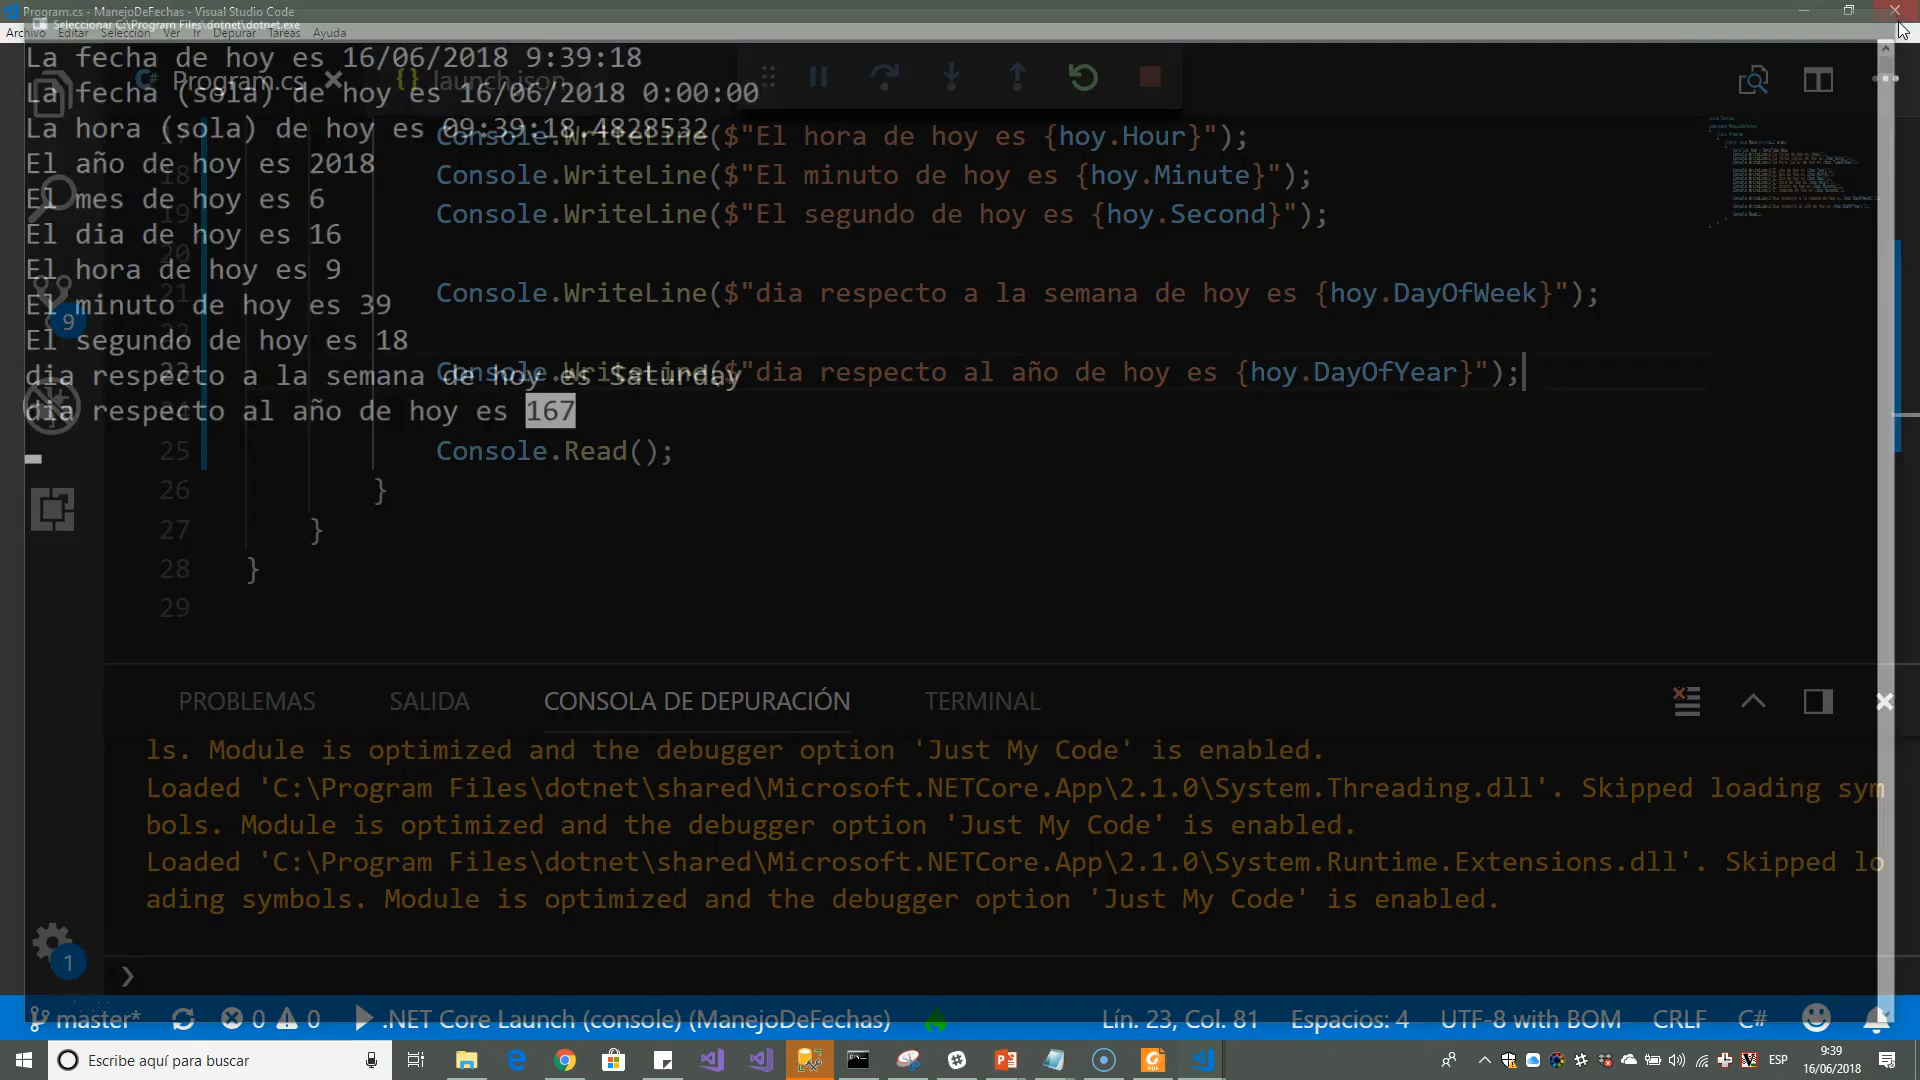 Program.cs - ManejoDeFechas - Visual Studio Code
Seleccionar C:\Program Files\dotnet\dotnet.exe
Archivo Editar Selección Ver Ir Depurar Tareas Ayuda
Program.cs launch.json
La fecha de hoy es 16/06/2018 9:39:18
La fecha (sola) de hoy es 16/06/2018 0:00:00
La hora (sola) de hoy es 09:39:18.4828532
El año de hoy es 2018
El mes de hoy es 6
El dia de hoy es 16
El hora de hoy es 9
El minuto de hoy es 39
El segundo de hoy es 18
dia respecto a la semana de hoy es Saturday
dia respecto al año de hoy es 167
Console.WriteLine($"El hora de hoy es {hoy.Hour}");
18 Console.WriteLine($"El minuto de hoy es {hoy.Minute}");
19 Console.WriteLine($"El segundo de hoy es {hoy.Second}");
20
21 Console.WriteLine($"dia respecto a la semana de hoy es {hoy.DayOfWeek}");
22
23 Console.WriteLine($"dia respecto al año de hoy es {hoy.DayOfYear}");
24
25 Console.Read();
26 }
27 }
28 }
29
9
1
PROBLEMAS SALIDA CONSOLA DE DEPURACIÓN TERMINAL
ls. Module is optimized and the debugger option 'Just My Code' is enabled.
Loaded 'C:\Program Files\dotnet\shared\Microsoft.NETCore.App\2.1.0\System.Threading.dll'. Skipped loading sym
bols. Module is optimized and the debugger option 'Just My Code' is enabled.
Loaded 'C:\Program Files\dotnet\shared\Microsoft.NETCore.App\2.1.0\System.Runtime.Extensions.dll'. Skipped lo
ading symbols. Module is optimized and the debugger option 'Just My Code' is enabled.
master* 0 0 .NET Core Launch (console) (ManejoDeFechas) Lín. 23, Col. 81 Espacios: 4 UTF-8 with BOM CRLF C#
Escribe aquí para buscar
ESP
9:39
16/06/2018